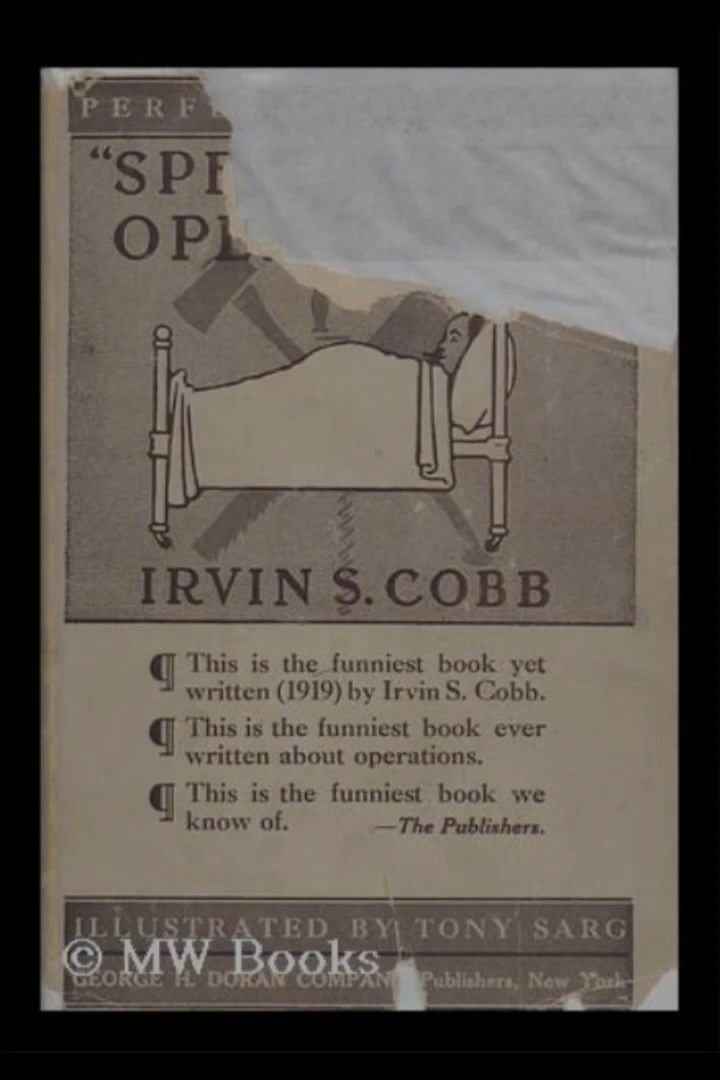 PERF
"SPE
OPE
IRVIN S. COBB
¶ This is the funniest book yet
written (1919) by Irvin S. Cobb.
¶ This is the funniest book ever
written about operations.
¶ This is the funniest book we
know of. —The Publishers.
ILLUSTRATED BY TONY SARG
© MW Books
GEORGE H. DORAN COMPANY Publishers, New York